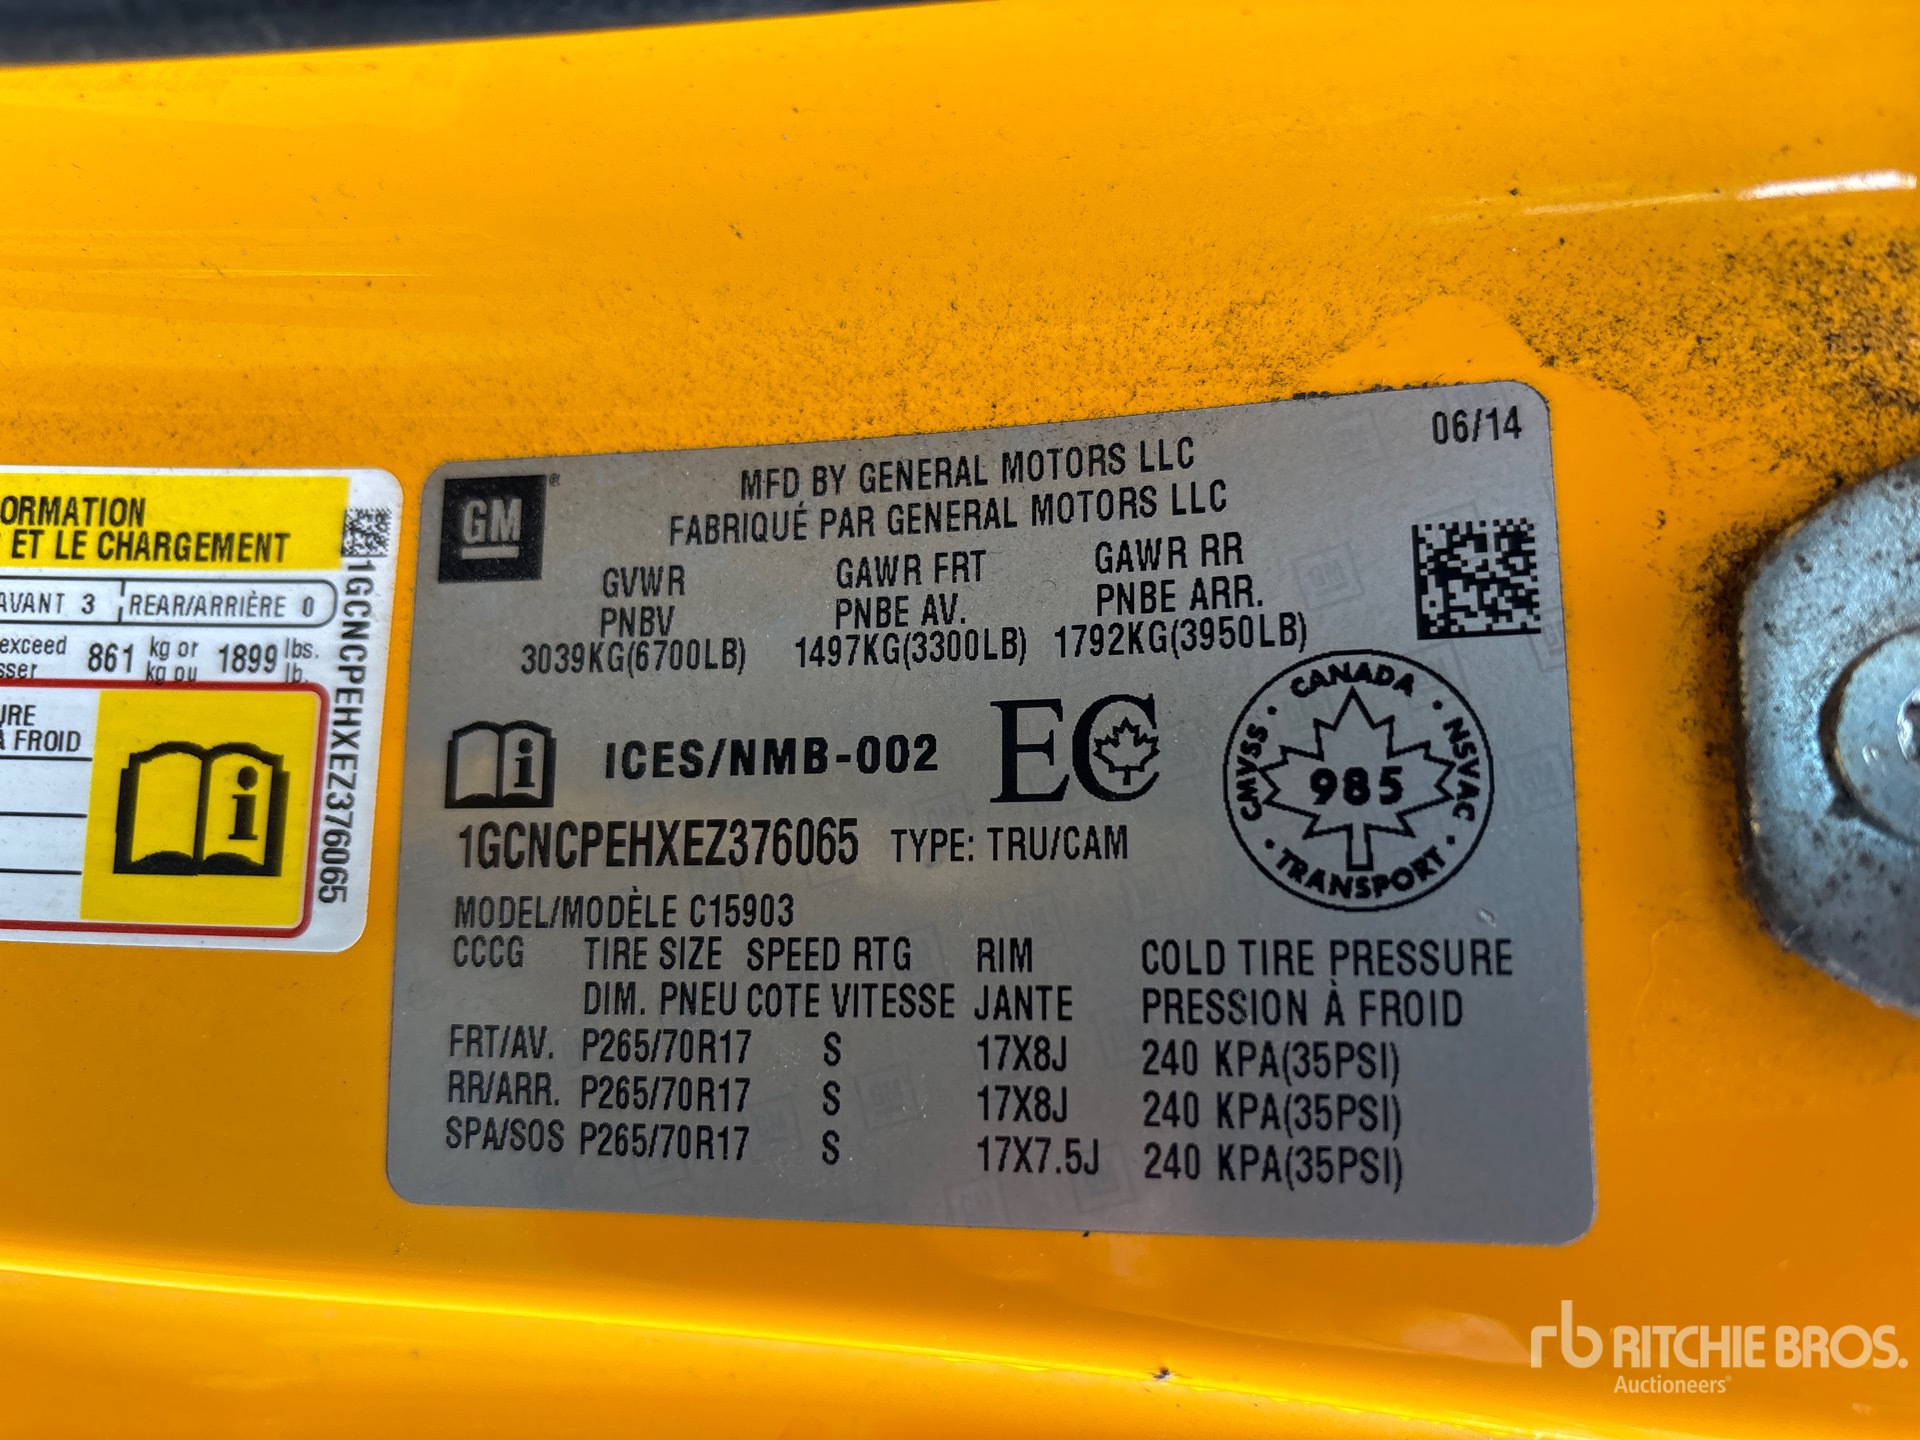 ORMATION
ET LE CHARGEMENT
AVANT 3 REAR/ARRIÈRE 0
exceed 861 kg or 1899 lbs.
sser kg ou lb.
URE
À FROID
1GCNCPEHXEZ376065
06/14
GM®
MFD BY GENERAL MOTORS LLC
FABRIQUÉ PAR GENERAL MOTORS LLC
GVWR GAWR FRT GAWR RR
PNBV PNBE AV. PNBE ARR.
3039KG(6700LB) 1497KG(3300LB) 1792KG(3950LB)
ICES/NMB-002 EC
CANADA
CMVSS · NSVAC
985
TRANSPORT
1GCNCPEHXEZ376065 TYPE: TRU/CAM
MODEL/MODÈLE C15903
CCCG TIRE SIZE SPEED RTG RIM COLD TIRE PRESSURE
DIM. PNEU COTE VITESSE JANTE PRESSION À FROID
FRT/AV. P265/70R17 S 17X8J 240 KPA(35PSI)
RR/ARR. P265/70R17 S 17X8J 240 KPA(35PSI)
SPA/SOS P265/70R17 S 17X7.5J 240 KPA(35PSI)
rb RITCHIE BROS.
Auctioneers